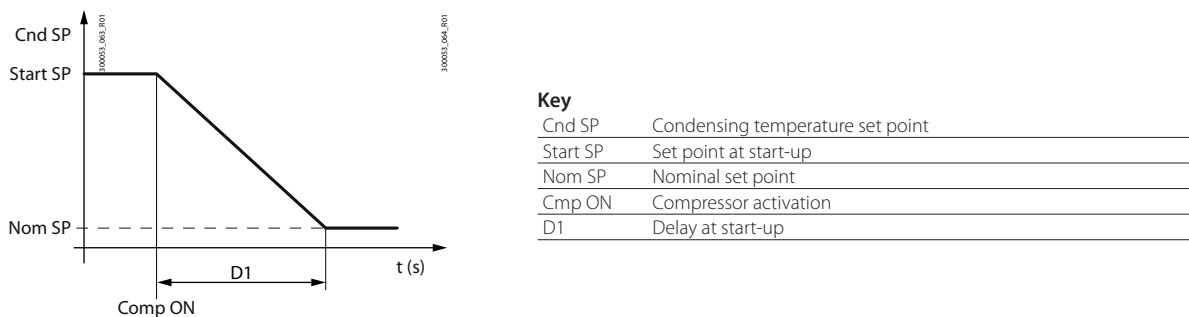 Cnd SP
300053_063_R01
300053_064_R01
Start SP
Nom SP
D1
t (s)
Comp ON
Key
Cnd SP Condensing temperature set point
Start SP Set point at start-up
Nom SP Nominal set point
Cmp ON Compressor activation
D1 Delay at start-up